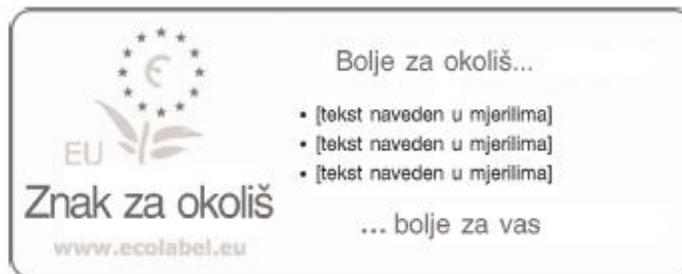 EU
Znak za okoliš
www.ecolabel.eu
Bolje za okoliš...
• [tekst naveden u mjerilima]
• [tekst naveden u mjerilima]
• [tekst naveden u mjerilima]
... bolje za vas